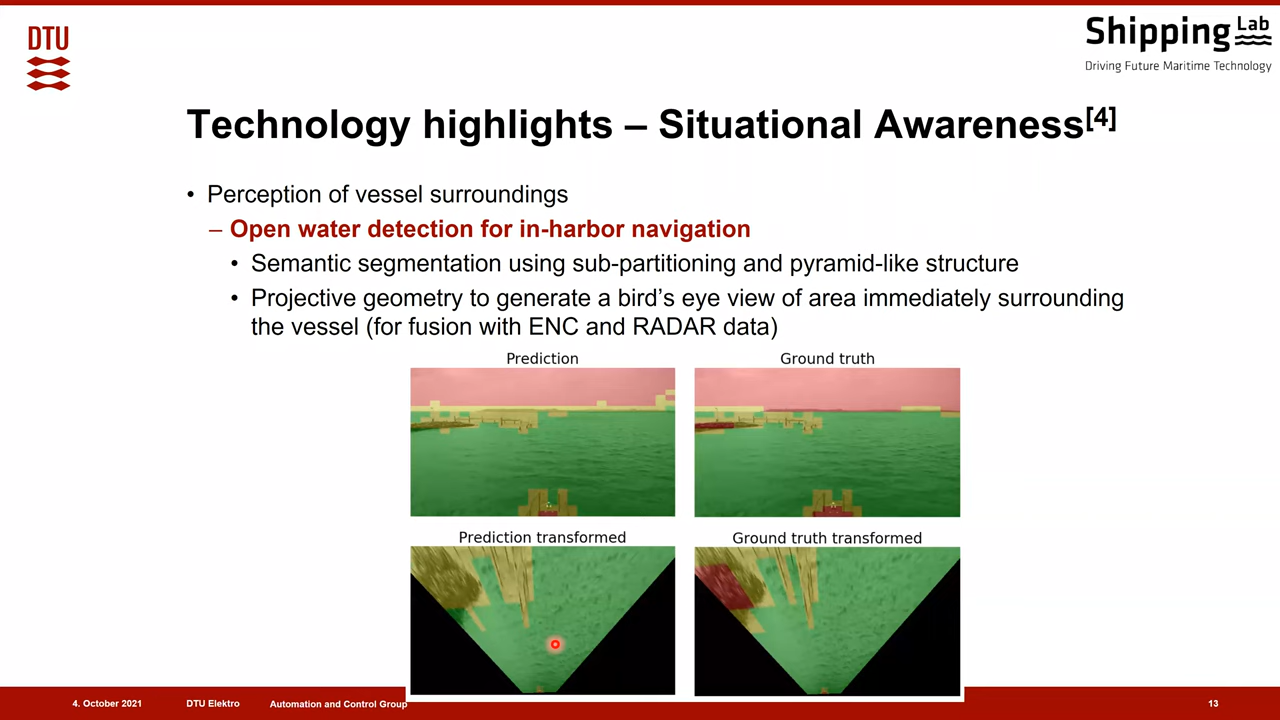 DTU
Shipping Lab
Driving Future Maritime Technology
Technology highlights – Situational Awareness[4]
• Perception of vessel surroundings
– Open water detection for in-harbor navigation
• Semantic segmentation using sub-partitioning and pyramid-like structure
• Projective geometry to generate a bird's eye view of area immediately surrounding
the vessel (for fusion with ENC and RADAR data)
Prediction
Ground truth
Prediction transformed
Ground truth transformed
4. October 2021
DTU Elektro
Automation and Control Group
13